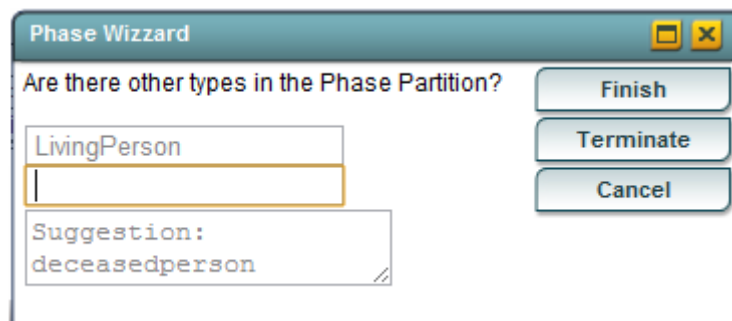 Phase Wizzard
Are there other types in the Phase Partition?
Finish
LivingPerson
Terminate
Cancel
Suggestion:
deceasedperson